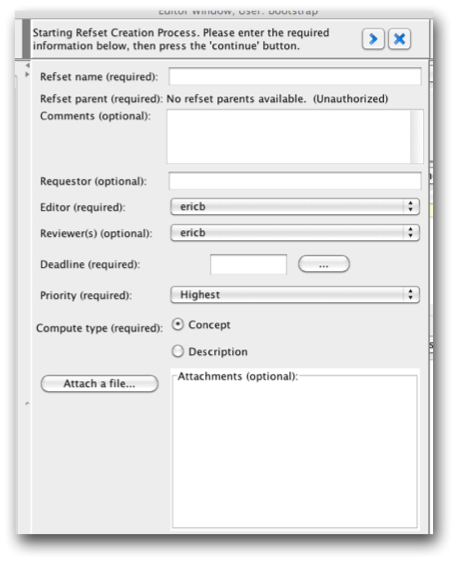 Editor Window, User: bootstrap
Starting Refset Creation Process. Please enter the required
information below, then press the 'continue' button.
Refset name (required):
Refset parent (required): No refset parents available. (Unauthorized)
Comments (optional):
Requestor (optional):
Editor (required): ericb
Reviewer(s) (optional): ericb
Deadline (required): ...
Priority (required): Highest
Compute type (required): Concept
Description
Attach a file... Attachments (optional):